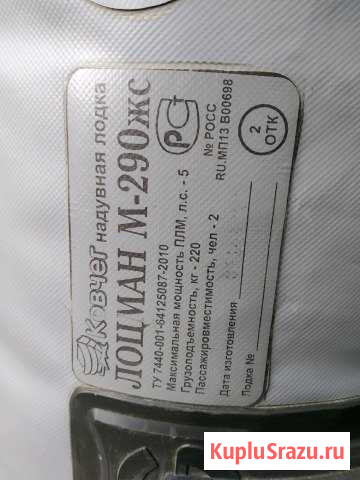 Ковчег надувная лодка
ЛОЦМАН М-290жс
ТУ 7440-001-64125087-2010
Максимальная мощность ПЛМ, л.с. - 5
Грузоподъемность, кг - 220
Пассажировместимость, чел - 2
Дата изготовления
Лодка №
РСТ
№ РОСС
RU.МП13 В00698
2
ОТК
KupluSrazu.ru